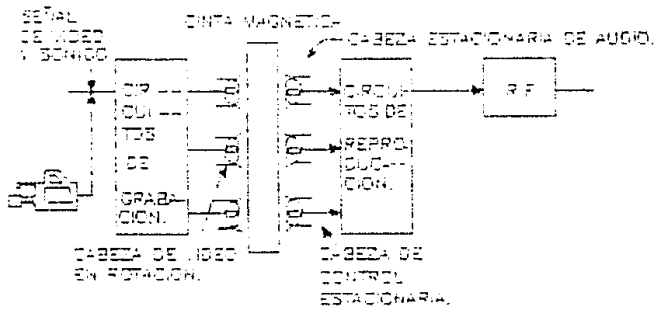 SEÑAL
DE VIDEO
Y SONIDO
CINTA MAGNETICA
CABEZA ESTACIONARIA DE AUDIO.
CIR--
CUI--
TOS
DE
GRABA-
CION.
CIRCUI-
TOS DE
REPRO-
DUC---
CION.
R F
CABEZA DE VIDEO
EN ROTACION.
CABEZA DE
CONTROL
ESTACIONARIA.